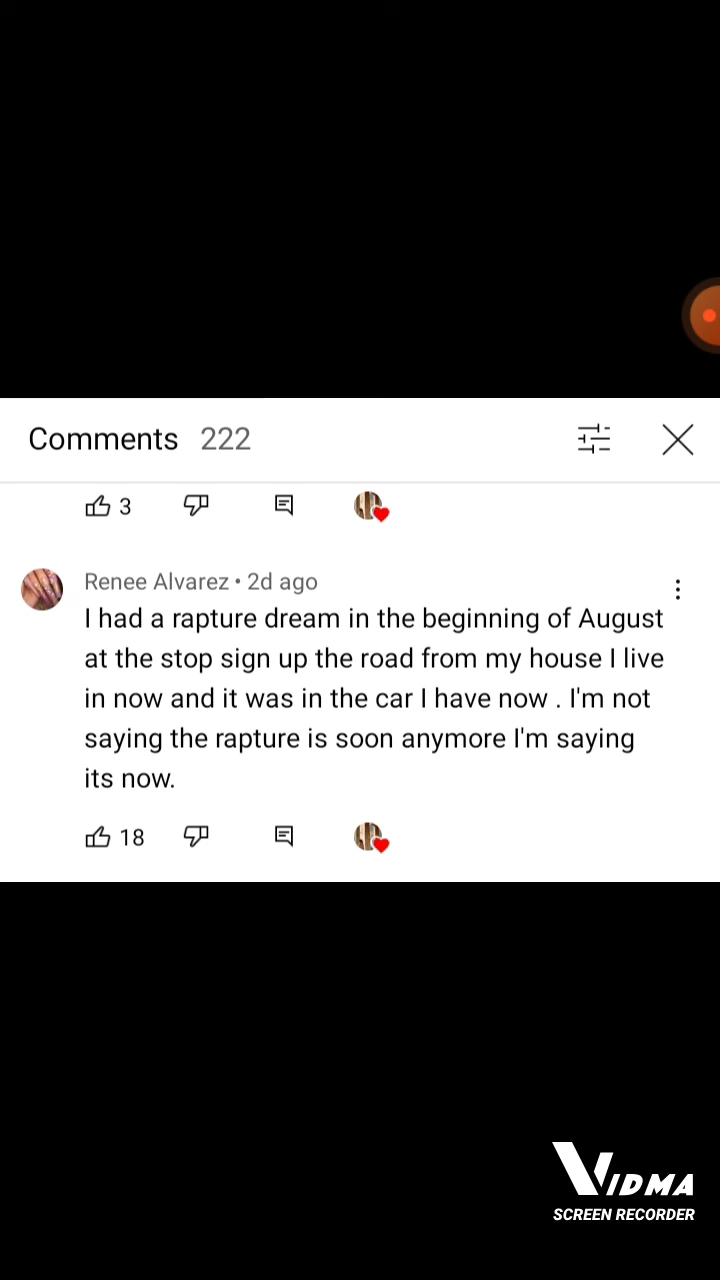 Comments 222
3
Renee Alvarez • 2d ago
I had a rapture dream in the beginning of August
at the stop sign up the road from my house I live
in now and it was in the car I have now . I'm not
saying the rapture is soon anymore I'm saying
its now.
18
VIDMA
SCREEN RECORDER